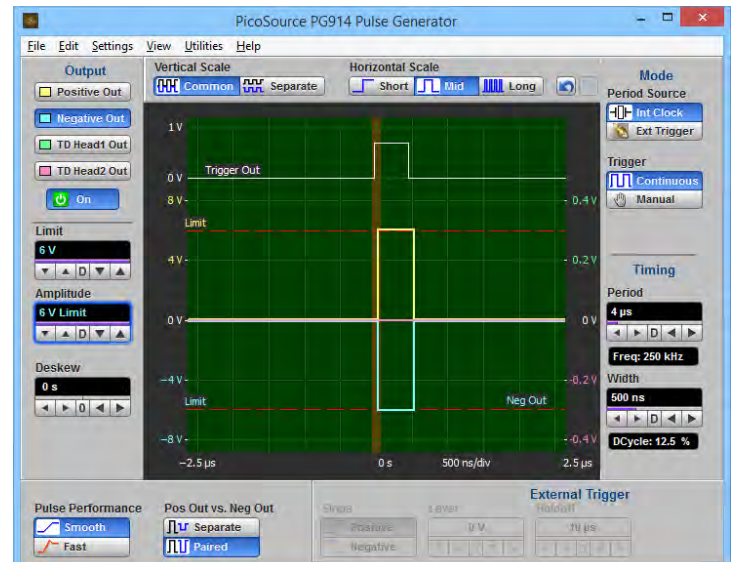 PicoSource PG914 Pulse Generator
File Edit Settings View Utilities Help
Output
Positive Out
Negative Out
TD Head1 Out
TD Head2 Out
On
Limit
6 V
D
Amplitude
6 V Limit
D
Deskew
0 s
0
Vertical Scale
Common
Separate
Horizontal Scale
Short
Mid
Long
1 V
0 V
Trigger Out
8 V
0.4 V
Limit
4 V
0.2 V
0 V
0 V
-4 V
-0.2 V
Limit
Neg Out
-8 V
-0.4 V
-2.5 µs
0 s
500 ns/div
2.5 µs
Mode
Period Source
Int Clock
Ext Trigger
Trigger
Continuous
Manual
Timing
Period
4 µs
D
Freq: 250 kHz
Width
500 ns
D
DCycle: 12.5 %
Pulse Performance
Smooth
Fast
Pos Out vs. Neg Out
Separate
Paired
External Trigger
Slope
Positive
Negative
Level
0 V
Holdoff
10 µs